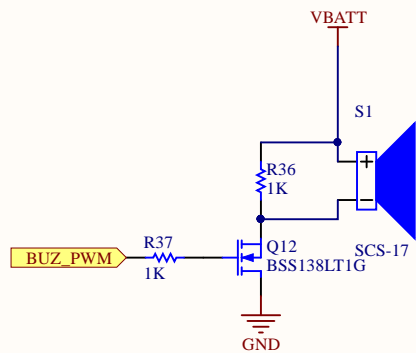 VBATT
S1
R36
1K
+
−
SCS-17
R37
1K
BUZ_PWM
Q12
BSS138LT1G
GND